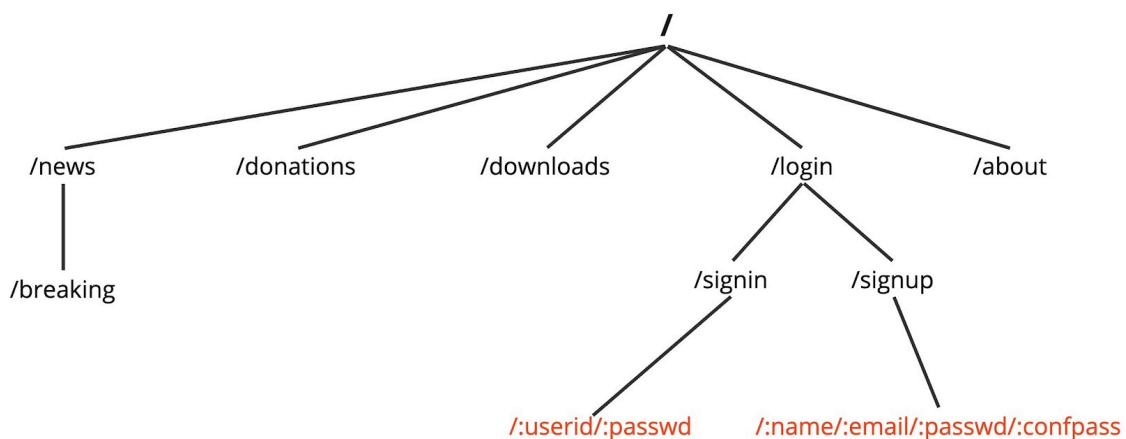 /
/news
/donations
/downloads
/login
/about
/breaking
/signin
/signup
/:userid/:passwd
/:name/:email/:passwd/:confpass